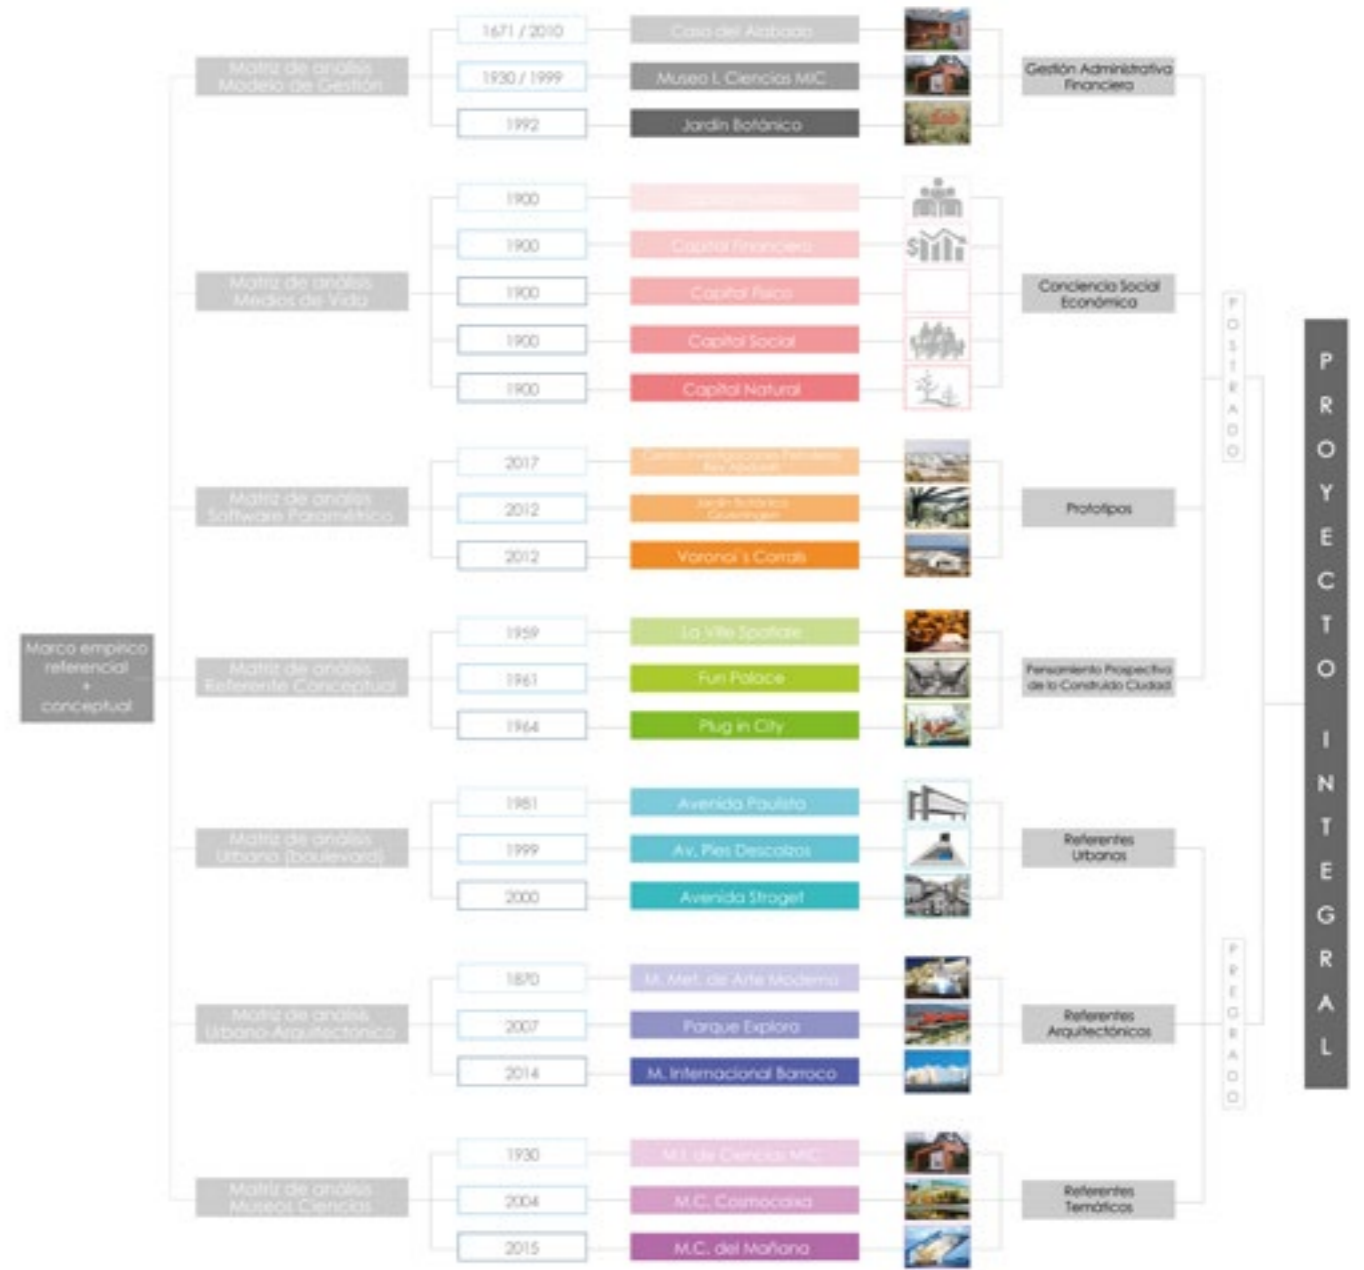 Marco empírico
referencial
+
conceptual
Matriz de análisis
Modelo de Gestión
1671 / 2010
Casa del Alabado
1930 / 1999
Museo I. Ciencias MIC
1992
Jardín Botánico
Gestión Administrativa
Financiera
Matriz de análisis
Medios de Vida
1900
1900
Capital Financiero
1900
Capital Físico
1900
Capital Social
1900
Capital Natural
Conciencia Social
Económica
Matriz de análisis
Software Paramétrico
2017
2012
Jardín Botánico
2012
Voronoi´s Corrals
Prototipos
Matriz de análisis
Referente Conceptual
1959
La Ville Spatiale
1961
Fun Palace
1964
Plug in City
Pensamiento Prospectivo
de lo Construido Ciudad
Matriz de análisis
Urbano (boulevard)
1981
Avenida Paulista
1999
Av. Pies Descalzos
2000
Avenida Stroget
Referentes
Urbanos
Matriz de análisis
Urbano-Arquitectónico
1870
M. Met. de Arte Moderno
2007
Parque Explora
2014
M. Internacional Barroco
Referentes
Arquitectónicos
Matriz de análisis
Museos Ciencias
1930
M.I. de Ciencias MIC
2004
M.C. Cosmocaixa
2015
M.C. del Mañana
Referentes
Temáticos
POSTRADO
PREGRADO
PROYECTO INTEGRAL